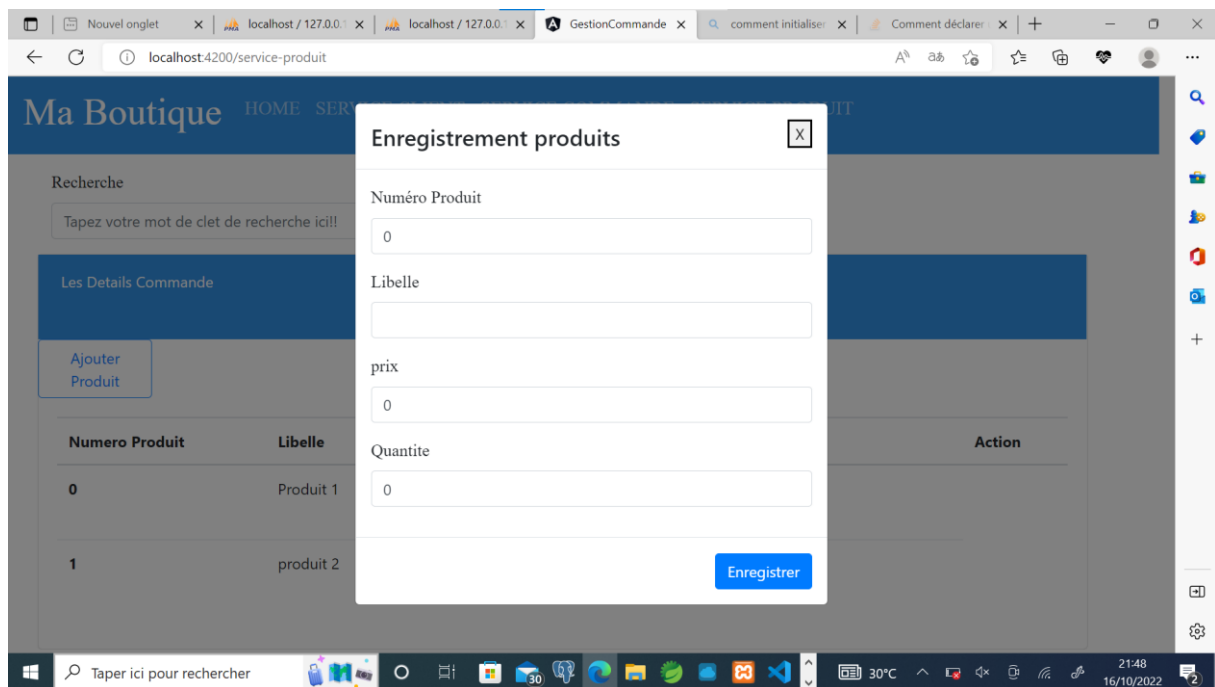 Nouvel onglet
localhost / 127.0.0.1
localhost / 127.0.0.1
GestionCommande
comment initialiser
Comment déclarer
localhost:4200/service-produit
Ma Boutique HOME
Enregistrement produits X
Recherche
Tapez votre mot de clet de recherche ici!!
Numéro Produit
0
Les Details Commande
Libelle
Ajouter
Produit
prix
0
Numero Produit Libelle Action
Quantite
0 Produit 1
0
1 produit 2
Enregistrer
Taper ici pour rechercher
30
30°C
21:48
16/10/2022
2